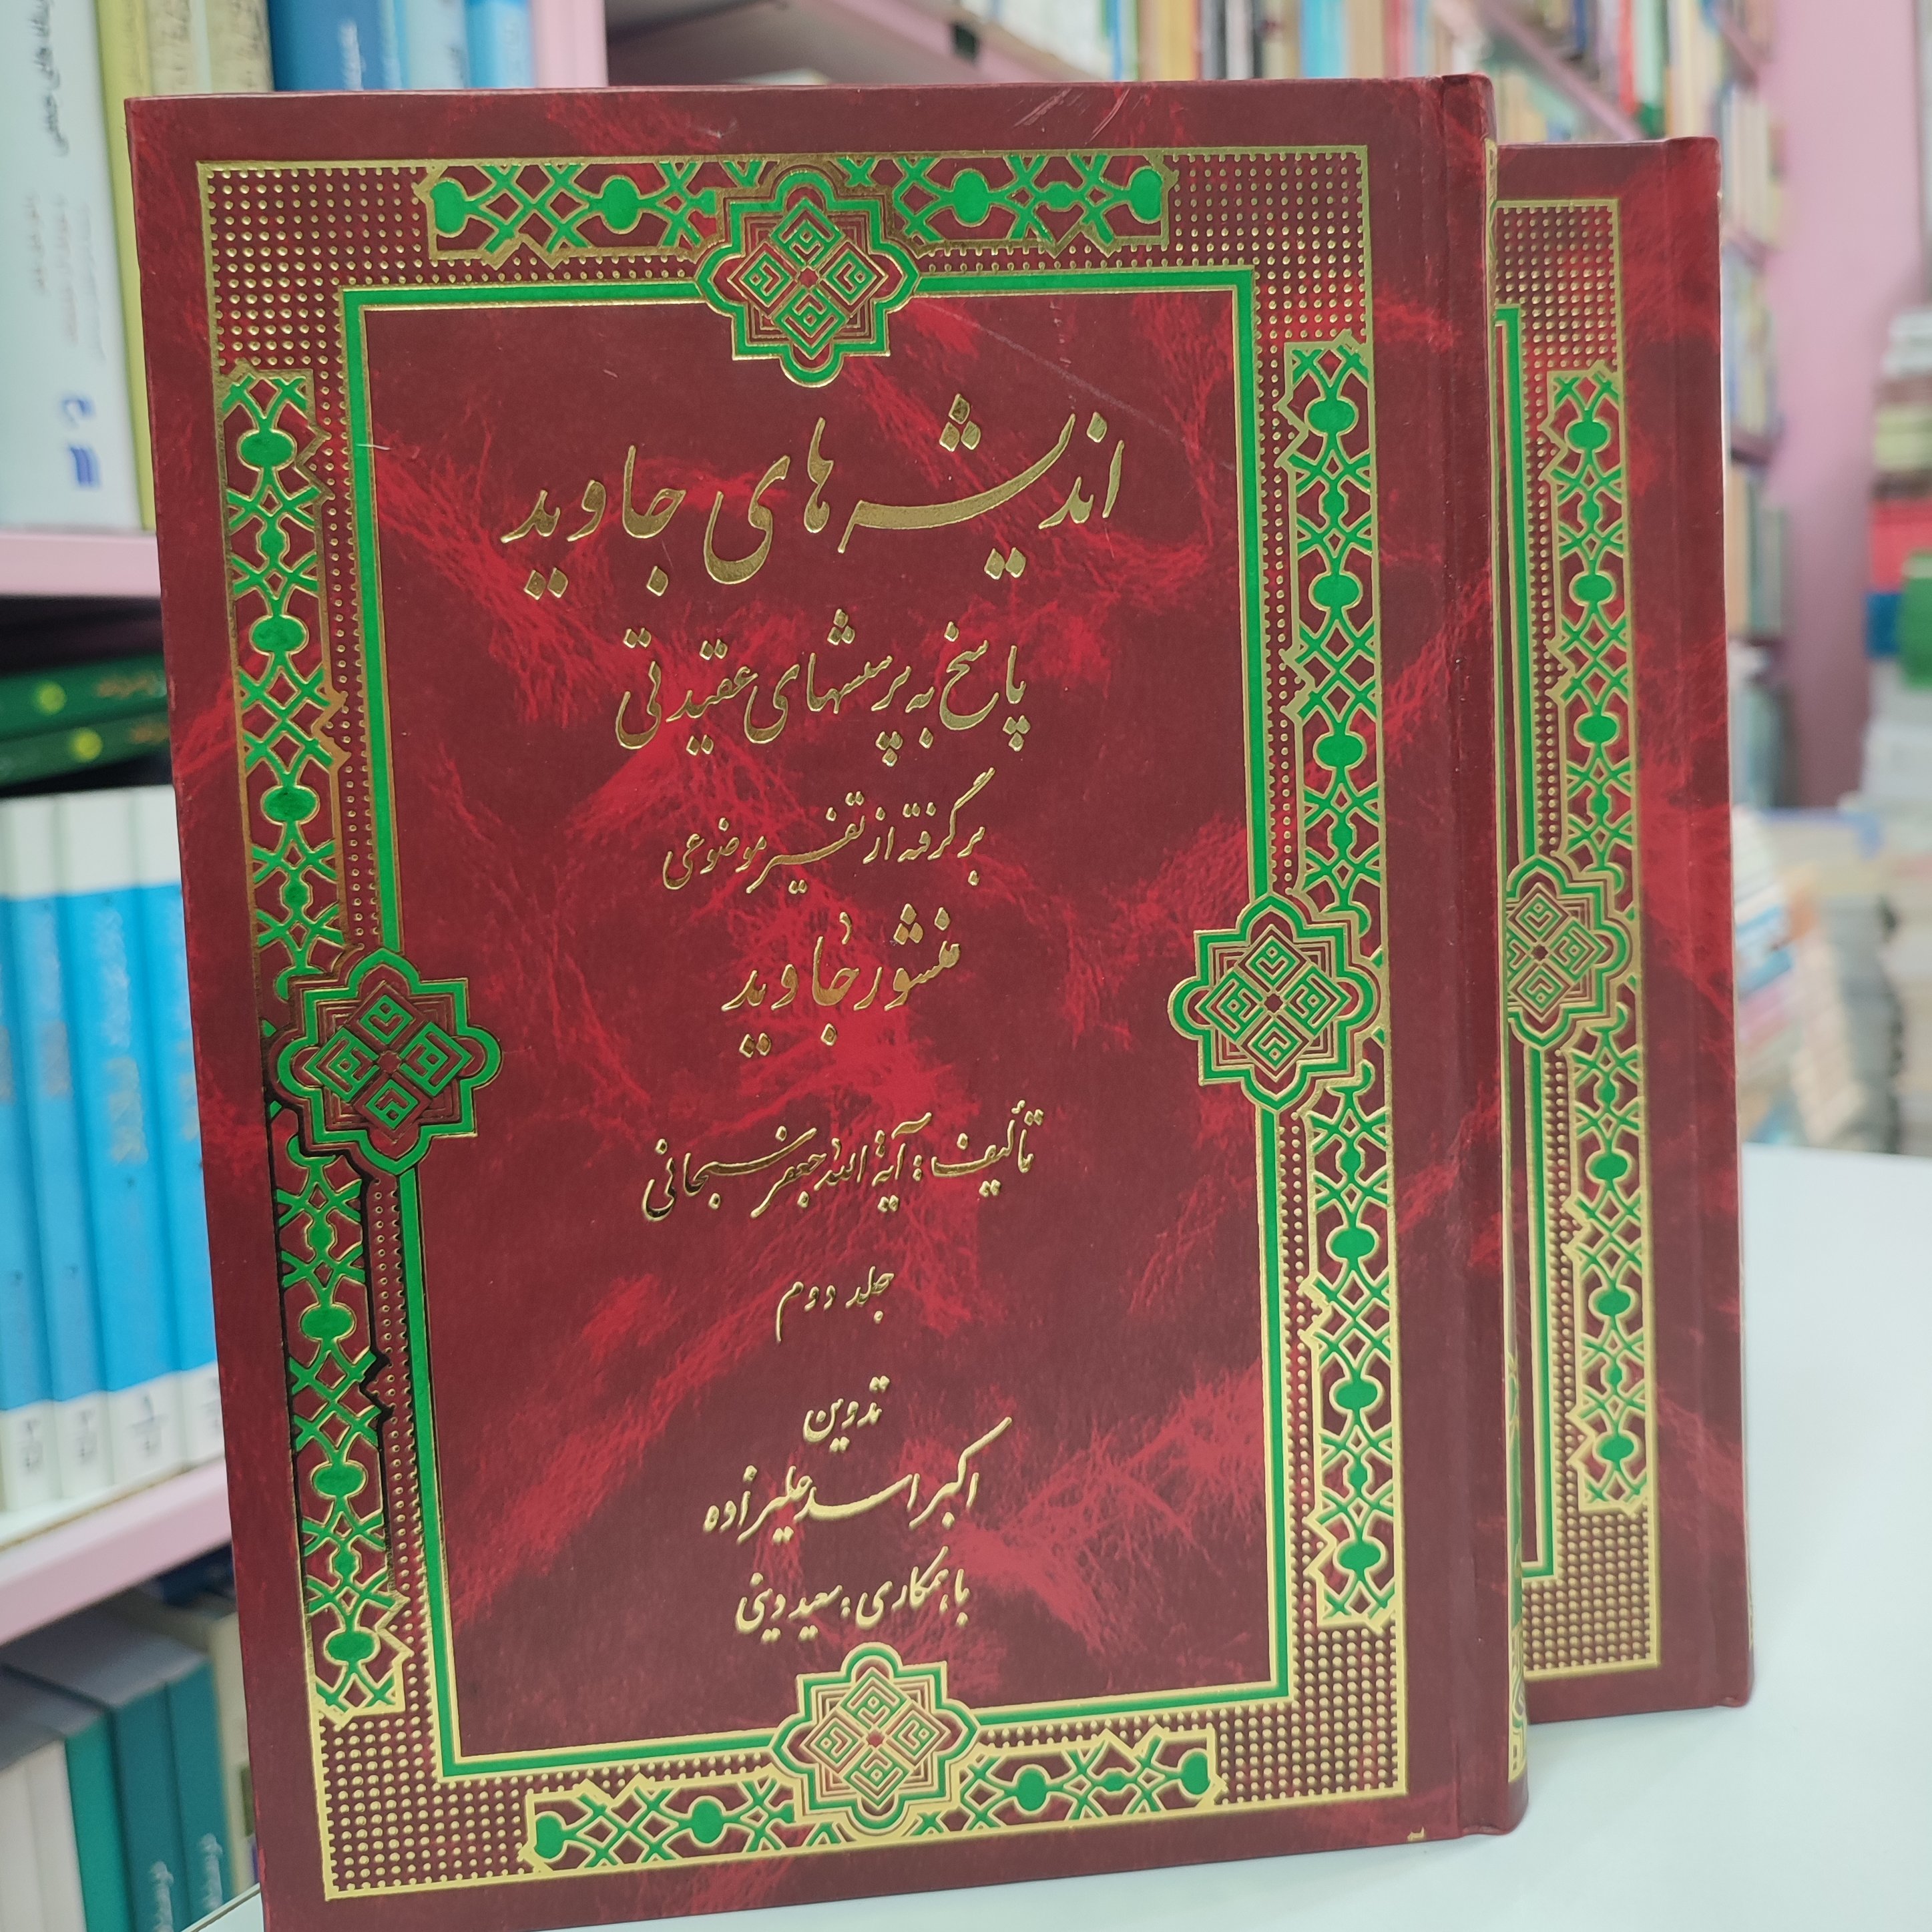 اندیشه های جاوید
پاسخ به پرسشهای عقیدتی
برگرفته از تفسیر موضوعی
منشور جاوید
تألیف: آیة الله جعفر سبحانی
جلد دوم
تدوین
اکبر اسد علیزاده
با همکاری: سعید دینی